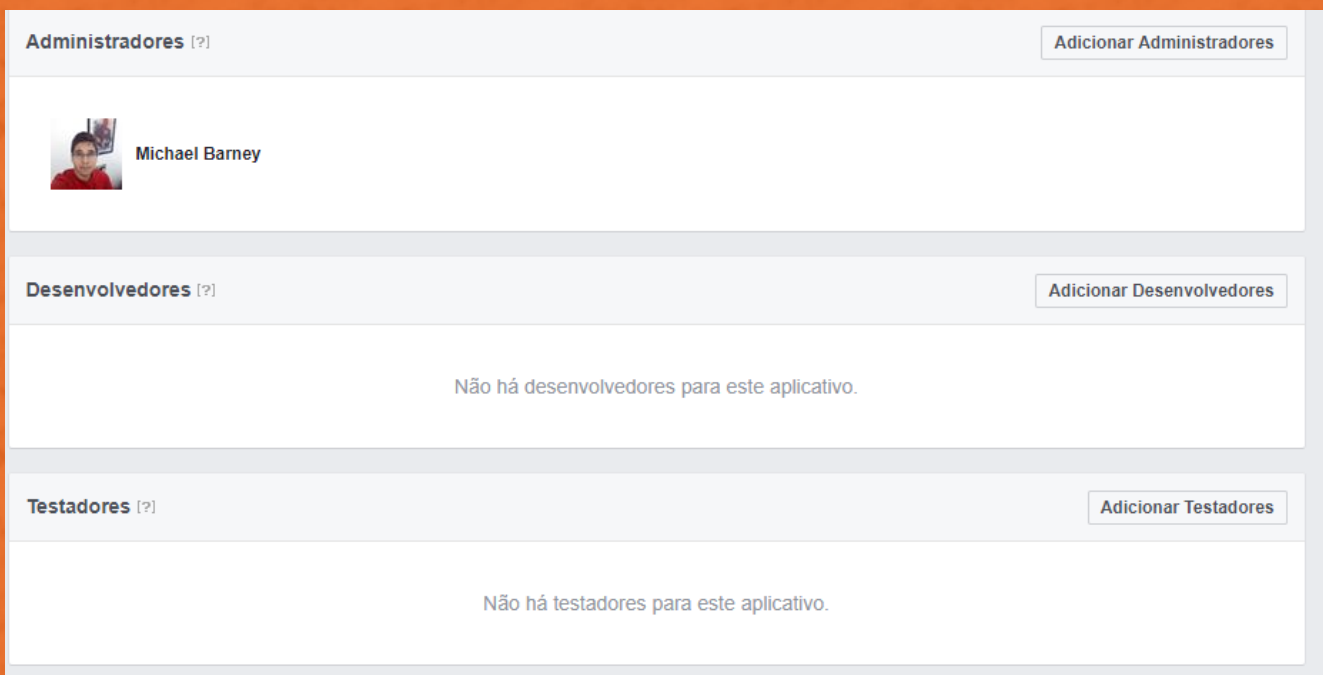 Administradores [?]
Adicionar Administradores
Michael Barney
Desenvolvedores [?]
Adicionar Desenvolvedores
Não há desenvolvedores para este aplicativo.
Testadores [?]
Adicionar Testadores
Não há testadores para este aplicativo.